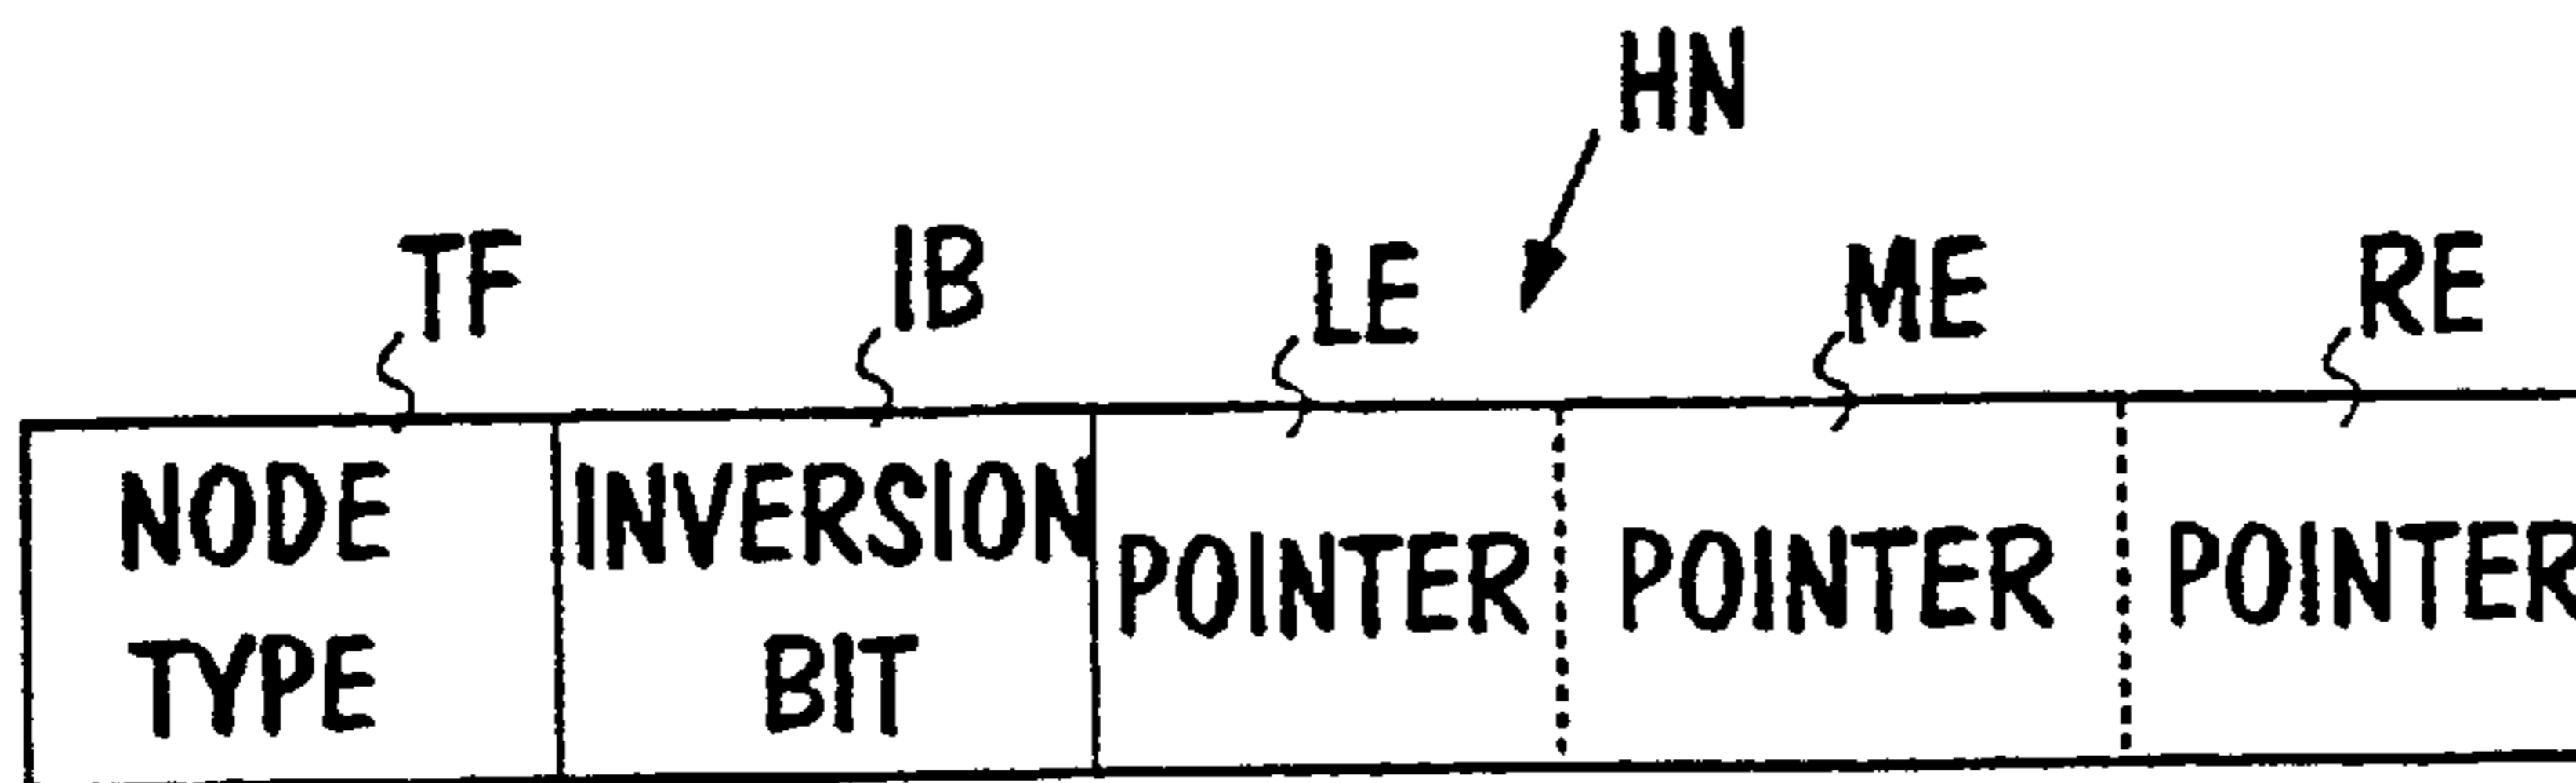 HN
TF IB LE ME RE
NODE TYPE
INVERSION BIT
POINTER
POINTER
POINTER